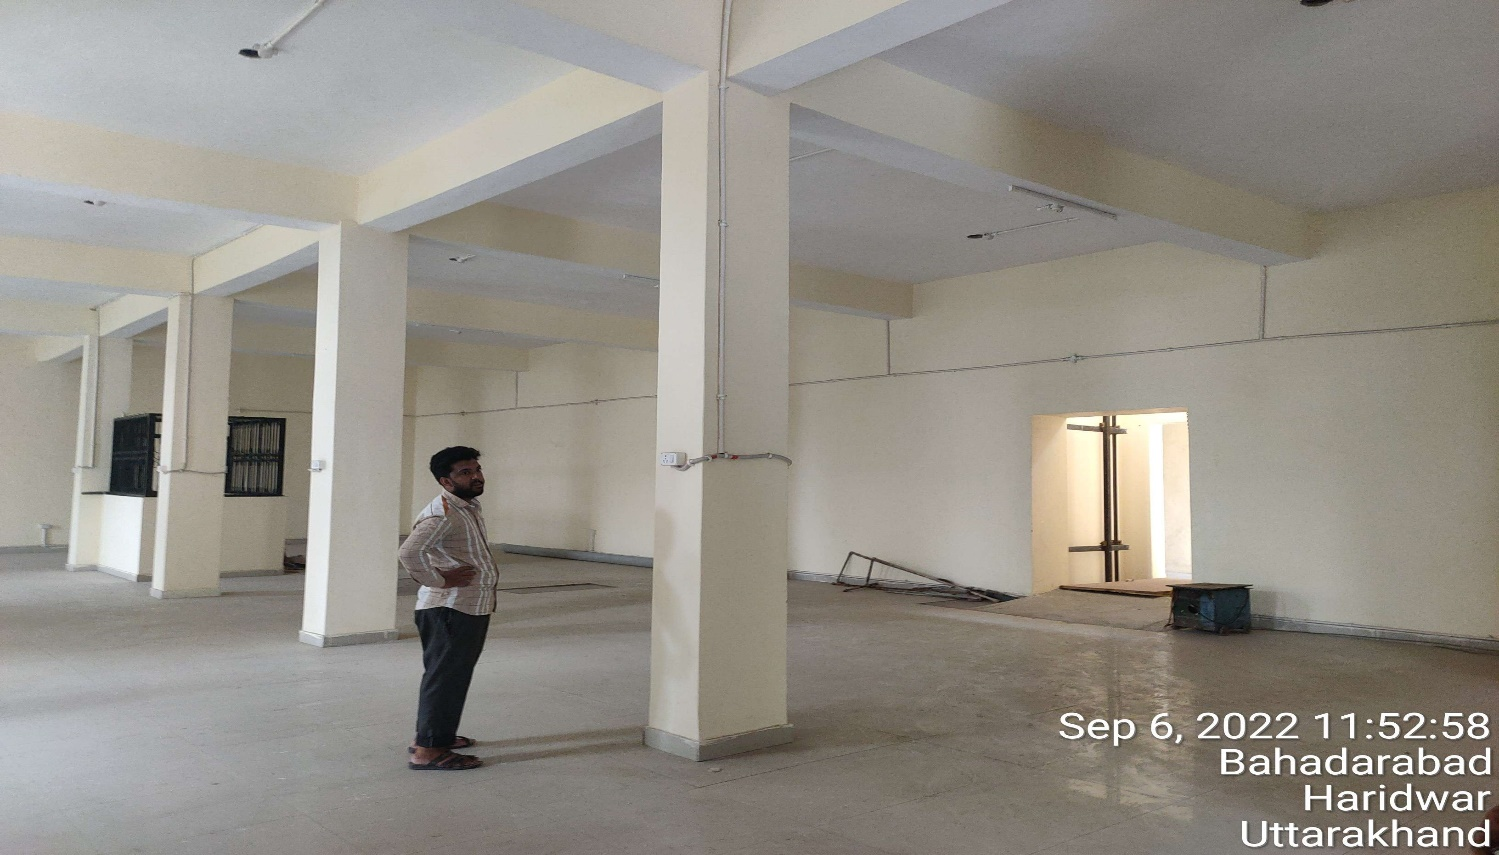 Sep 6, 2022 11:52:58
Bahadarabad
Haridwar
Uttarakhand